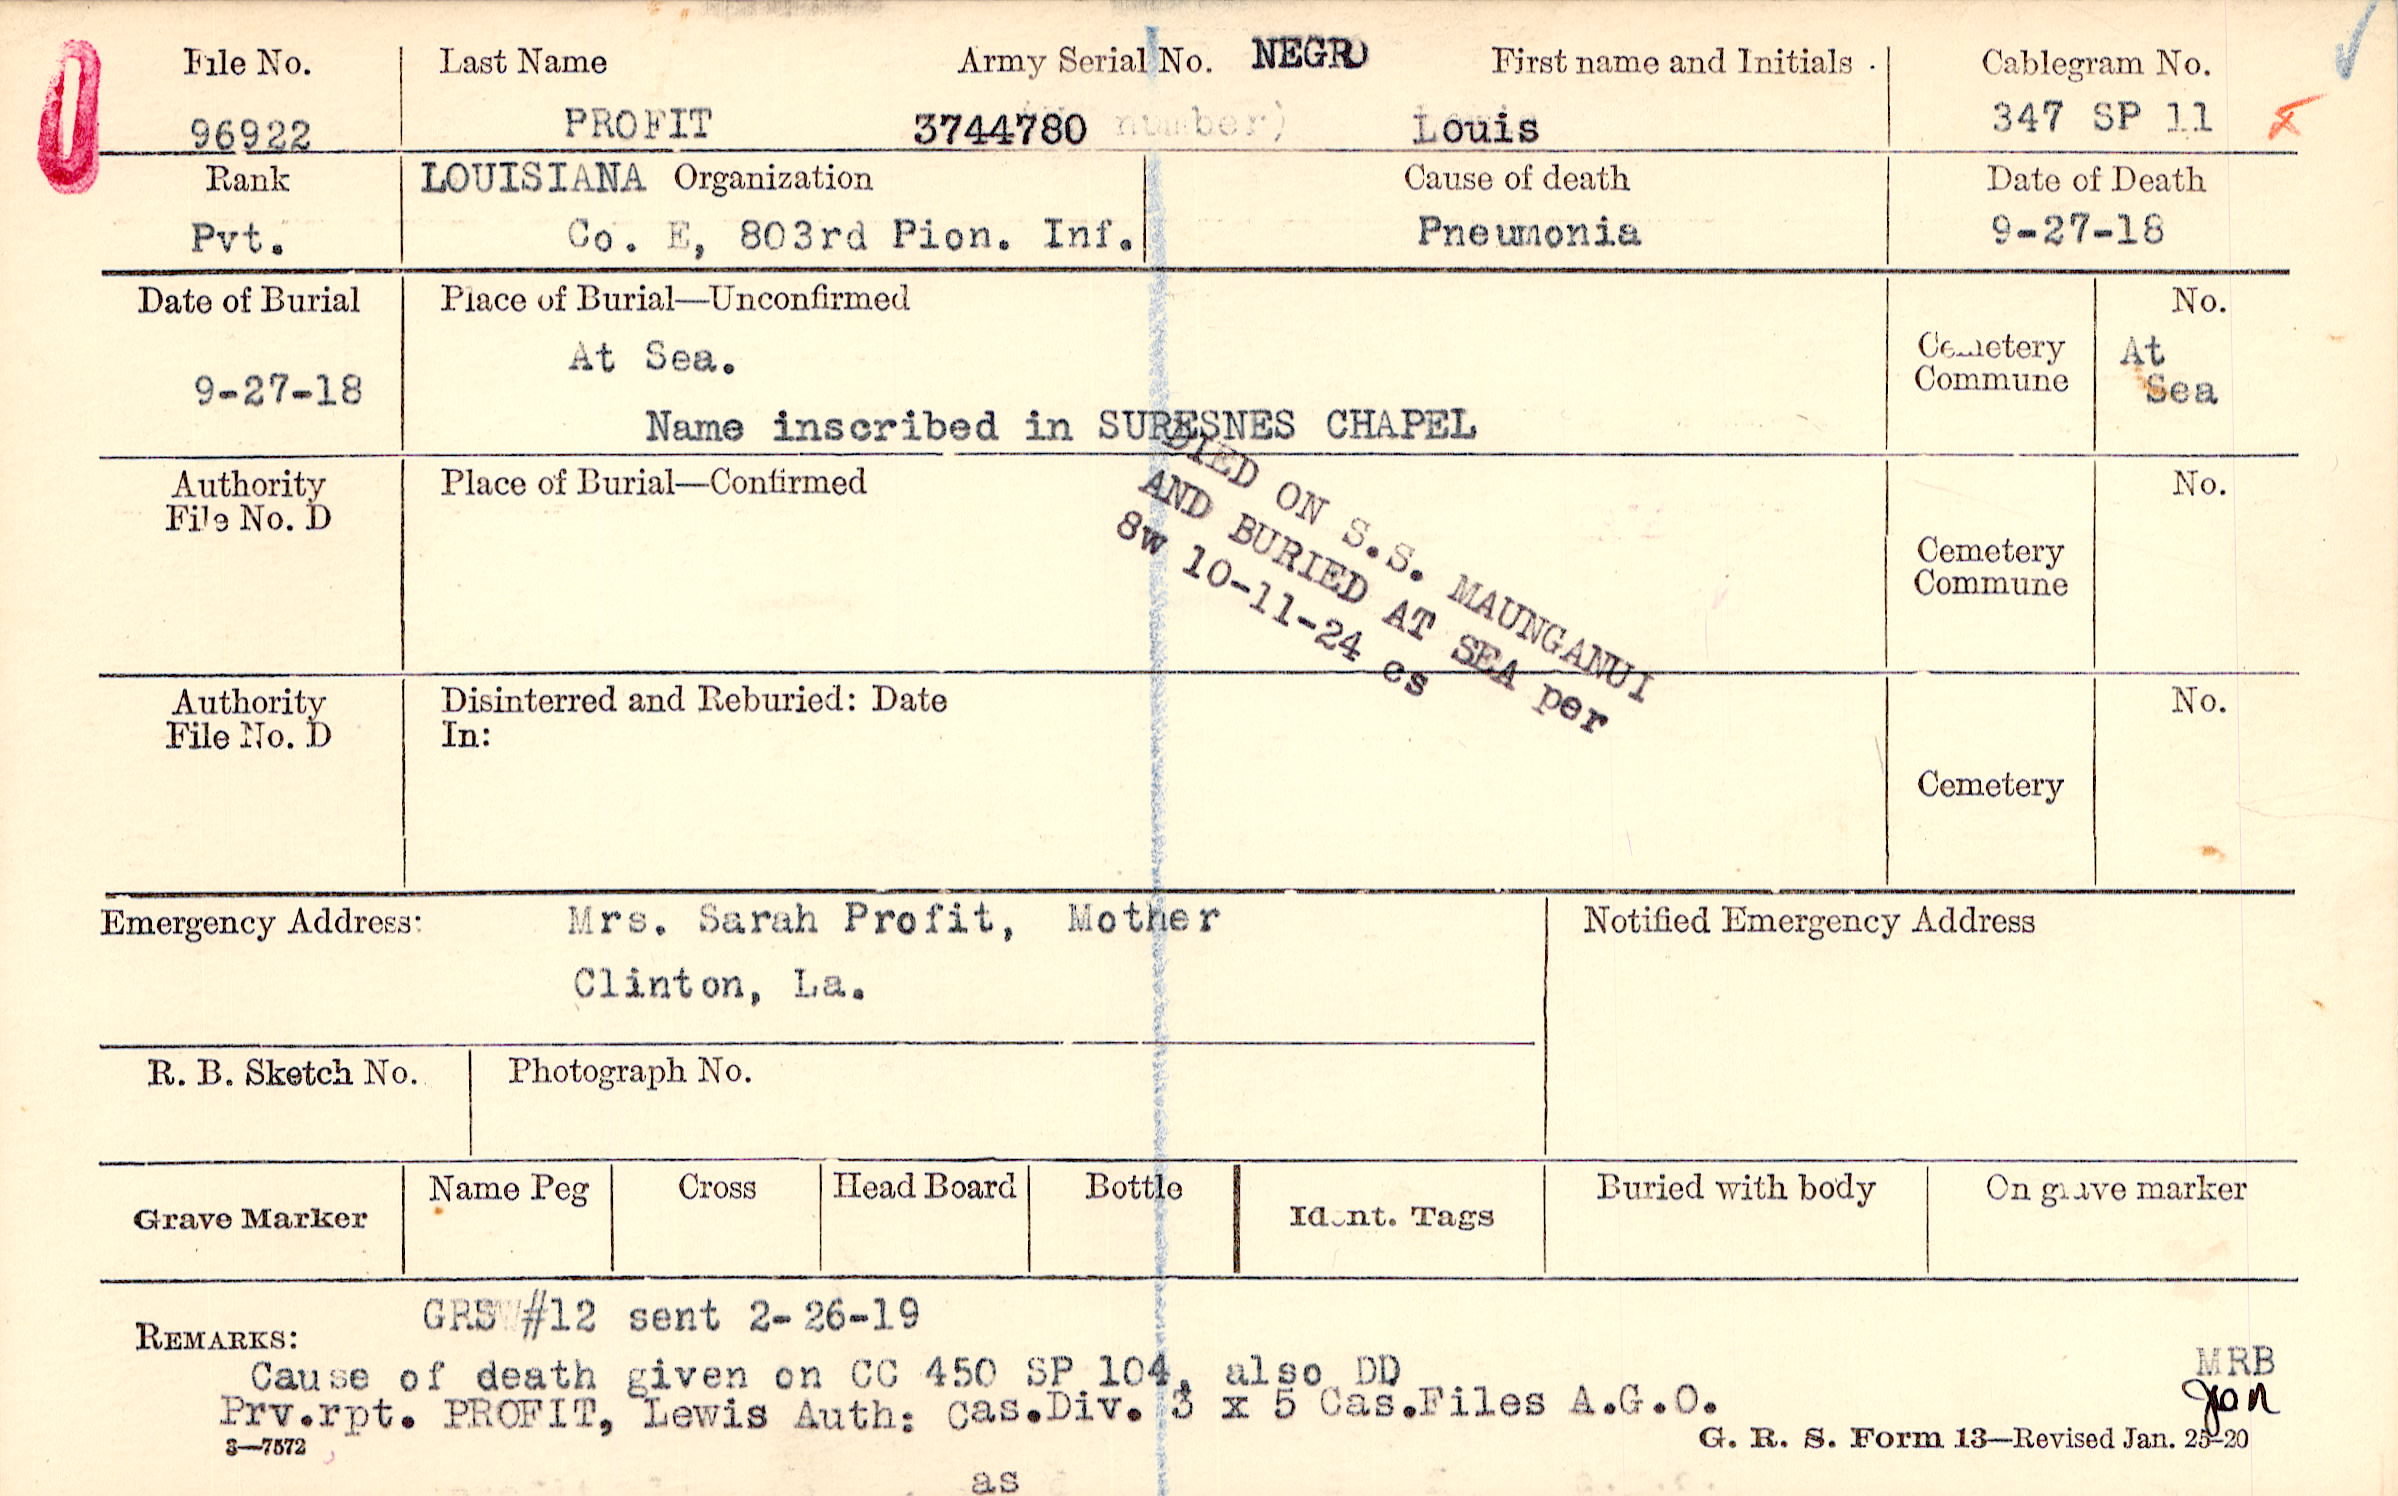 File No. Last Name Army Serial No. NEGRO First name and Initials Cablegram No.
96922 PROFIT 3744780 number) Louis 347 SP 11
Rank LOUISIANA Organization Cause of death Date of Death
Pvt. Co. E, 803rd Pion. Inf. Pneumonia 9-27-18
Date of Burial Place of Burial—Unconfirmed No.
At Sea. Cemetery Commune At Sea
9-27-18
Name inscribed in SURESNES CHAPEL
DIED ON S.S. MAUNGANUI
AND BURIED AT SEA per
8w 10-11-24 cs
Authority File No. D Place of Burial—Confirmed No.
Cemetery Commune
Authority File No. D Disinterred and Reburied: Date No.
In:
Cemetery
Emergency Address: Mrs. Sarah Profit, Mother Notified Emergency Address
Clinton, La.
R. B. Sketch No. Photograph No.
Grave Marker Name Peg Cross Head Board Bottle Ident. Tags Buried with body On grave marker
GRS #12 sent 2-26-19
REMARKS:
Cause of death given on CC 450 SP 104, also DD MRB
Prv.rpt. PROFIT, Lewis Auth: Cas.Div. 3 x 5 Cas.Files A.G.O.
3—7572 G. R. S. Form 13—Revised Jan. 25-20
as